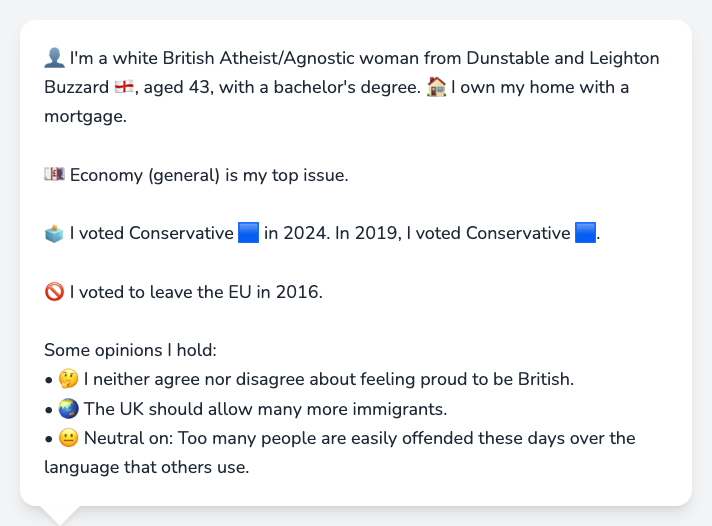 👤 I'm a white British Atheist/Agnostic woman from Dunstable and Leighton
Buzzard 🏴󠁧󠁢󠁥󠁮󠁧󠁿, aged 43, with a bachelor's degree. 🏠 I own my home with a
mortgage.
💷 Economy (general) is my top issue.
🗳️ I voted Conservative 🟦 in 2024. In 2019, I voted Conservative 🟦.
🚫 I voted to leave the EU in 2016.
Some opinions I hold:
• 🤔 I neither agree nor disagree about feeling proud to be British.
• 🌏 The UK should allow many more immigrants.
• 😐 Neutral on: Too many people are easily offended these days over the
language that others use.